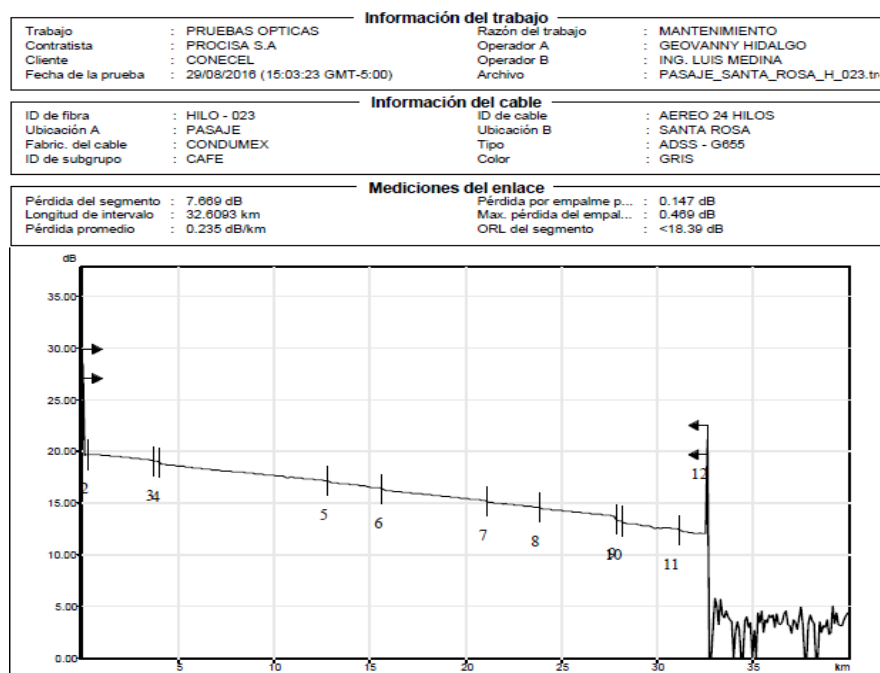 Información del trabajo
Trabajo : PRUEBAS OPTICAS Razón del trabajo : MANTENIMIENTO
Contratista : PROCISA S.A Operador A : GEOVANNY HIDALGO
Cliente : CONECEL Operador B : ING. LUIS MEDINA
Fecha de la prueba : 29/08/2016 (15:03:23 GMT-5:00) Archivo : PASAJE_SANTA_ROSA_H_023.tr
Información del cable
ID de fibra : HILO - 023 ID de cable : AEREO 24 HILOS
Ubicación A : PASAJE Ubicación B : SANTA ROSA
Fabric. del cable : CONDUMEX Tipo : ADSS - G655
ID de subgrupo : CAFE Color : GRIS
Mediciones del enlace
Pérdida del segmento : 7.669 dB Pérdida por empalme p... : 0.147 dB
Longitud de intervalo : 32.6093 km Max. pérdida del empal... : 0.469 dB
Pérdida promedio : 0.235 dB/km ORL del segmento : <18.39 dB
dB
35.00
30.00
20.00
12
2 34
15.00
5 6
7
8 9 10
11
10.00
5.00
0.00
5 10 15 20 25 30 35 km